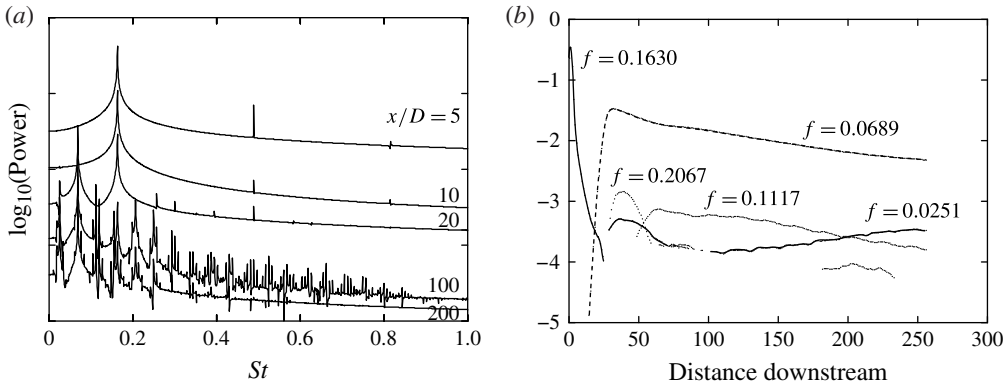 (a)
log10(Power)
x/D = 5
10
20
100
200
0 0.2 0.4 0.6 0.8 1.0
St
(b)
0
−1
−2
−3
−4
−5
f = 0.1630
f = 0.0689
f = 0.2067
f = 0.1117
f = 0.0251
0 50 100 150 200 250 300
Distance downstream